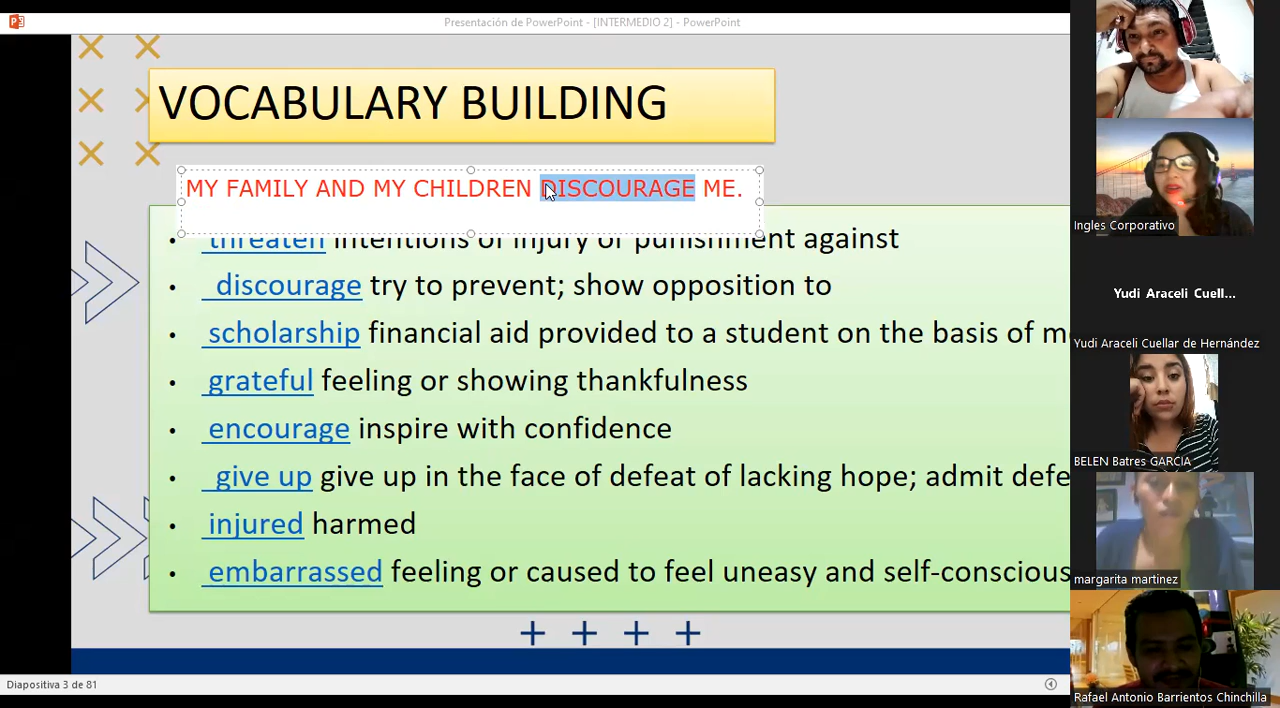 Presentación de PowerPoint - [INTERMEDIO 2] - PowerPoint
VOCABULARY BUILDING
MY FAMILY AND MY CHILDREN DISCOURAGE ME.
• threaten intentions of injury or punishment against
• discourage try to prevent; show opposition to
• scholarship financial aid provided to a student on the basis of
• grateful feeling or showing thankfulness
• encourage inspire with confidence
• give up give up in the face of defeat of lacking hope; admit
• injured harmed
• embarrassed feeling or caused to feel uneasy and self-conscious
Diapositiva 3 de 81
Ingles Corporativo
Yudi Araceli Cuell...
Yudi Araceli Cuellar de Hernández
BELEN Batres GARCIA
margarita martinez
Rafael Antonio Barrientos Chinchilla